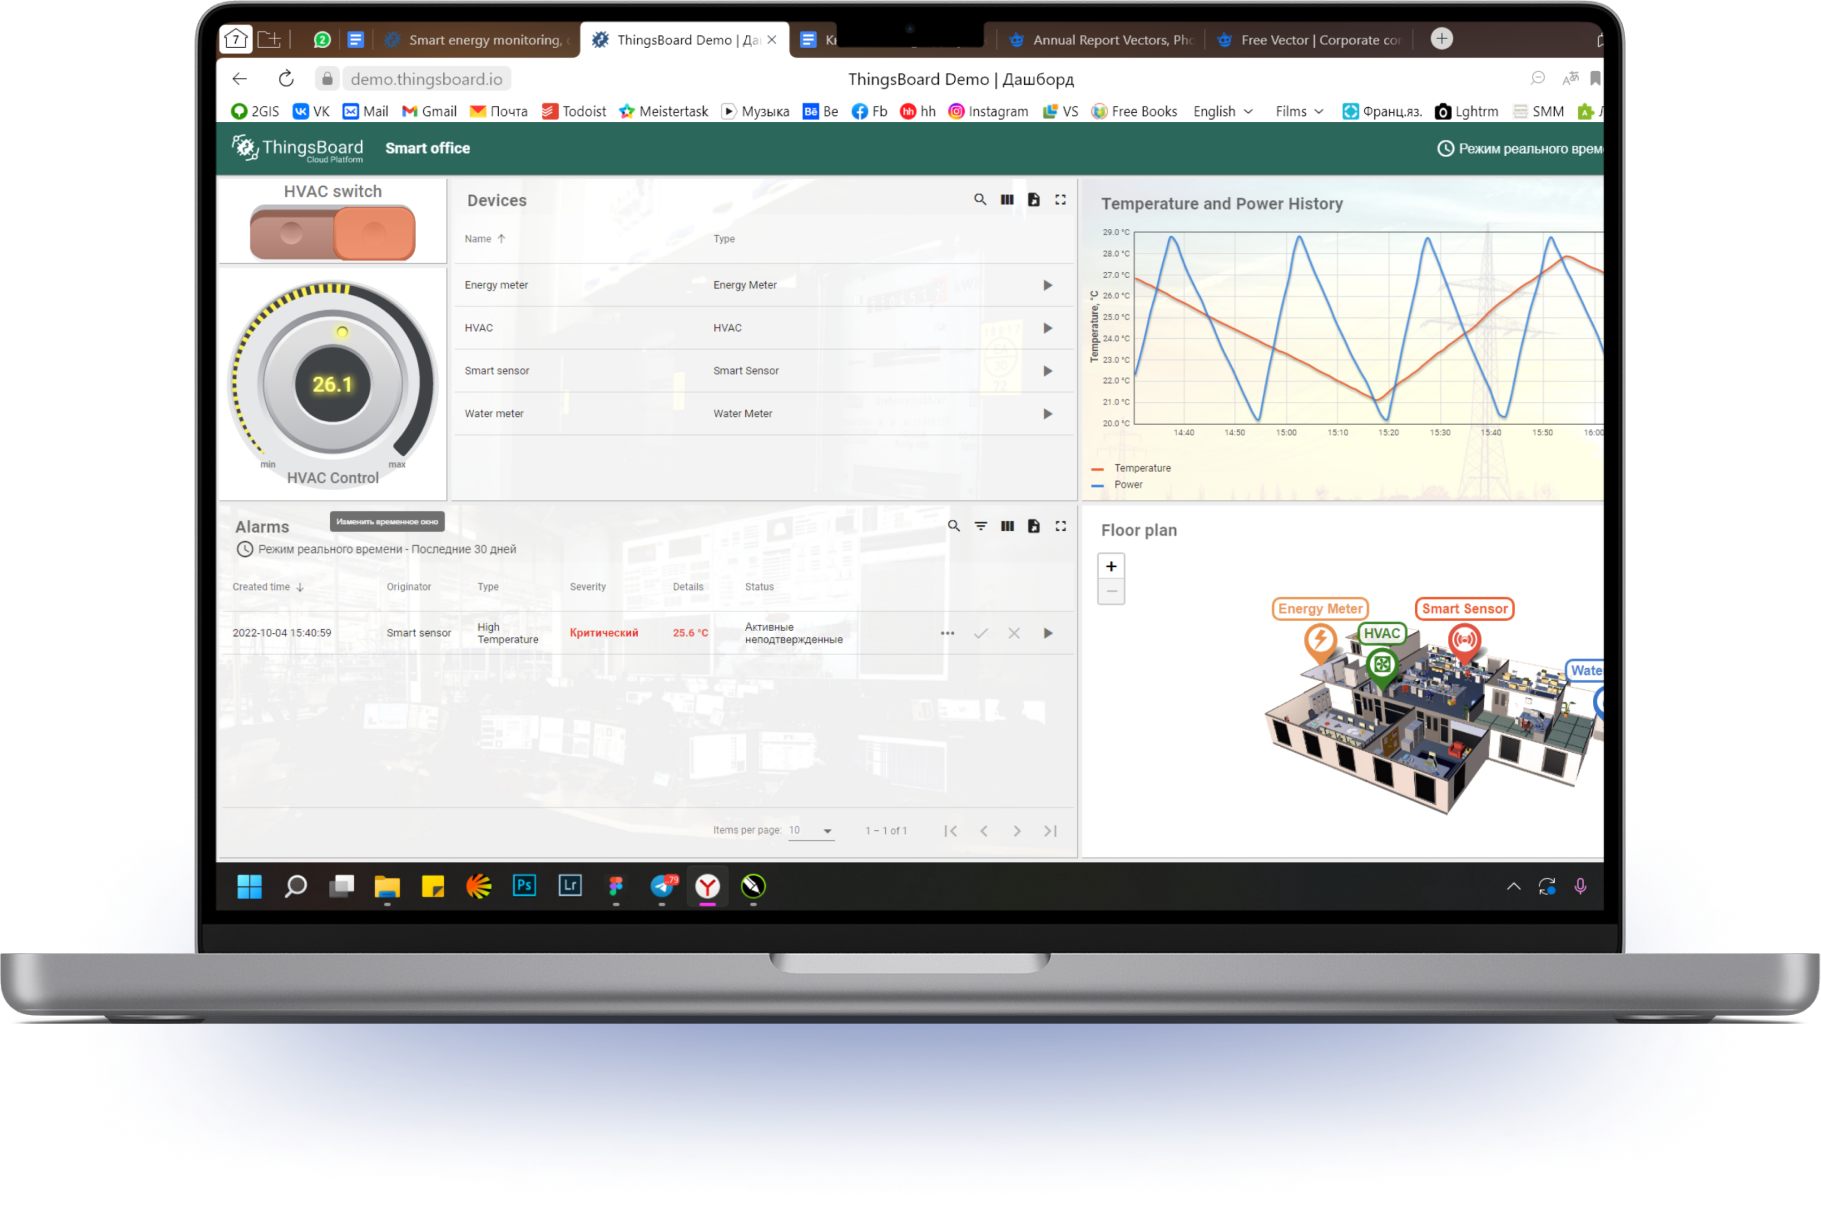 7 2 Smart energy monitoring, ThingsBoard Demo | Да Annual Report Vectors, Pho Free Vector | Corporate co
demo.thingsboard.io ThingsBoard Demo | Дашборд
2GIS VK Mail Gmail Почта Todoist Meistertask Музыка Bē Be Fb hh hh Instagram VS Free Books English Films Франц.яз. Lghtrm SMM
ThingsBoard Smart office Режим реального врем
Cloud Platform
HVAC switch
26.1
min max
HVAC Control
Devices
Name Type
Energy meter Energy Meter
HVAC HVAC
Smart sensor Smart Sensor
Water meter Water Meter
Temperature and Power History
29.0 °C
28.0 °C
27.0 °C
26.0 °C
25.0 °C
24.0 °C
23.0 °C
22.0 °C
21.0 °C
20.0 °C
Temperature, °C
14:40 14:50 15:00 15:10 15:20 15:30 15:40 15:50 16:00
Temperature
Power
Alarms
Изменить временное окно
Режим реального времени - Последние 30 дней
Created time Originator Type Severity Details Status
2022-10-04 15:40:59 Smart sensor High Temperature Критический 25.6 °C Активные неподтвержденные
Items per page: 10 1 – 1 of 1
Floor plan
+
−
Energy Meter
Smart Sensor
HVAC
Wate
Ps Lr 79